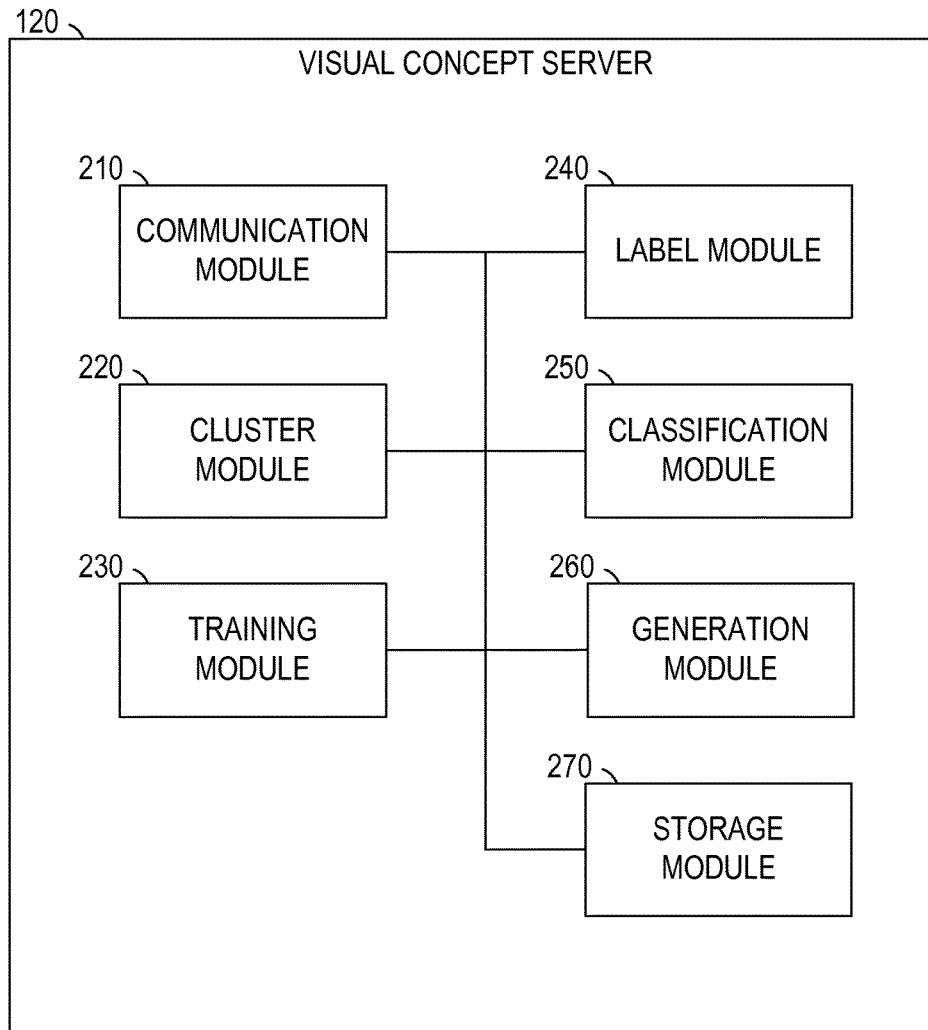 120
VISUAL CONCEPT SERVER
210
COMMUNICATION
MODULE
240
LABEL MODULE
220
CLUSTER
MODULE
250
CLASSIFICATION
MODULE
230
TRAINING
MODULE
260
GENERATION
MODULE
270
STORAGE
MODULE